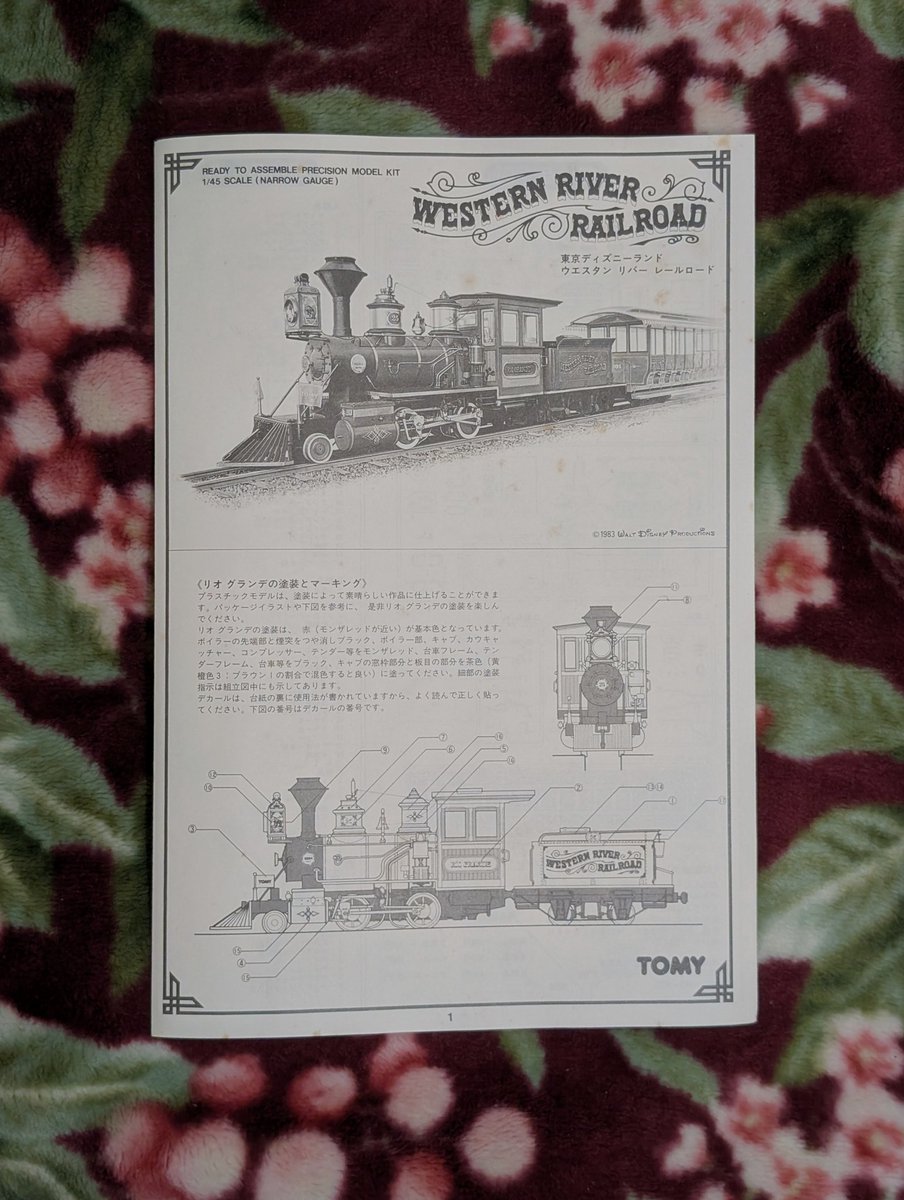 READY TO ASSEMBLE PRECISION MODEL KIT
1/45 SCALE (NARROW GAUGE)
WESTERN RIVER
RAILROAD
東京ディズニーランド
ウエスタン リバー レールロード
©1983 WALT DISNEY PRODUCTIONS
《リオ グランデの塗装とマーキング》
プラスチックモデルは、塗装によって素晴らしい作品に仕上げることができま
す。パッケージイラストや下図を参考に、是非リオ グランデの塗装を楽しん
でください。
リオ グランデの塗装は、赤(モンザレッドが近い)が基本色となっています。
ボイラーの先端部と煙突をつや消しブラック、ボイラー部、キャブ、カウキャ
ッチャー、コンプレッサー、テンダー等をモンザレッド、台車フレーム、テン
ダーフレーム、台車等をブラック、キャブの窓枠部分と板目の部分を茶色(黄
橙色3:ブラウン1の割合で混色すると良い)に塗ってください。細部の塗装
指示は組立図中にも示してあります。
デカールは、台紙の裏に使用法が書かれていますから、よく読んで正しく貼っ
てください。下図の番号はデカールの番号です。
⑪
⑧
⑦
⑨
⑥
⑤
②
①
③
TOMY
RIO GRANDE
WESTERN RIVER
RAILROAD
④
TOMY
1